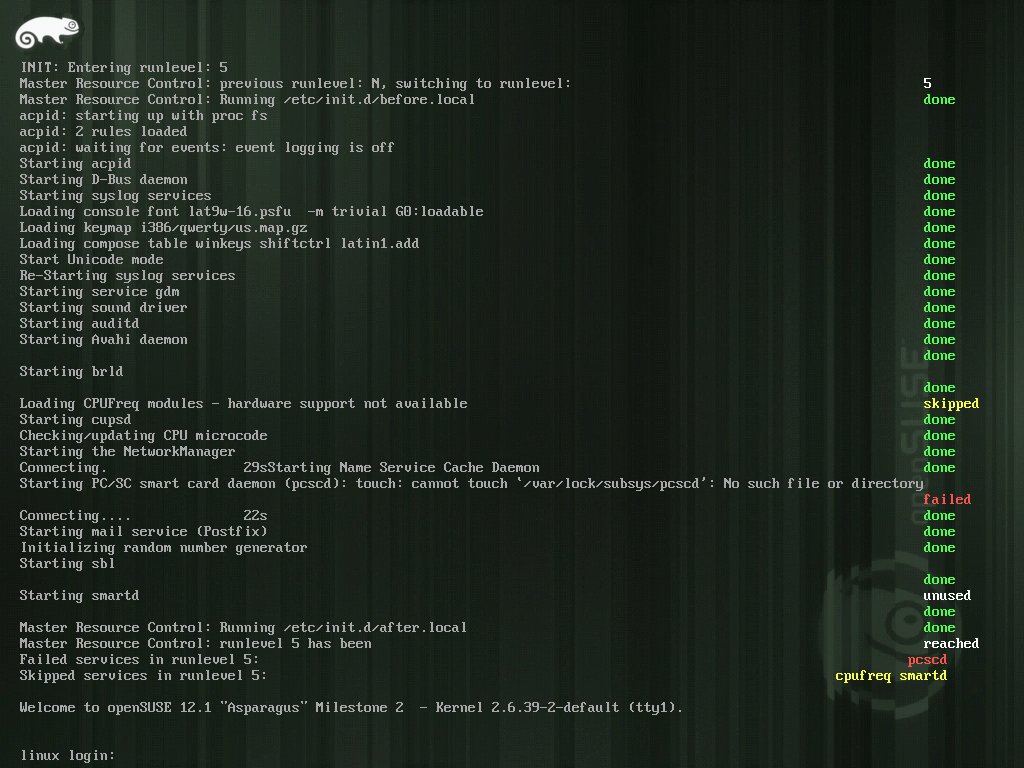 INIT: Entering runlevel: 5
Master Resource Control: previous runlevel: N, switching to runlevel: 5
Master Resource Control: Running /etc/init.d/before.local done
acpid: starting up with proc fs
acpid: 2 rules loaded
acpid: waiting for events: event logging is off
Starting acpid done
Starting D-Bus daemon done
Starting syslog services done
Loading console font lat9w-16.psfu  -m trivial G0:loadable done
Loading keymap i386/qwerty/us.map.gz done
Loading compose table winkeys shiftctrl latin1.add done
Start Unicode mode done
Re-Starting syslog services done
Starting service gdm done
Starting sound driver done
Starting auditd done
Starting Avahi daemon done
done
Starting brld
done
Loading CPUFreq modules - hardware support not available skipped
Starting cupsd done
Checking/updating CPU microcode done
Starting the NetworkManager done
Connecting. 29sStarting Name Service Cache Daemon done
Starting PC/SC smart card daemon (pcscd): touch: cannot touch `/var/lock/subsys/pcscd': No such file or directory
failed
Connecting.... 22s done
Starting mail service (Postfix) done
Initializing random number generator done
Starting sbl
done
Starting smartd unused
done
Master Resource Control: Running /etc/init.d/after.local done
Master Resource Control: runlevel 5 has been reached
Failed services in runlevel 5: pcscd
Skipped services in runlevel 5: cpufreq smartd
Welcome to openSUSE 12.1 "Asparagus" Milestone 2  - Kernel 2.6.39-2-default (tty1).
linux login:
openSUSE